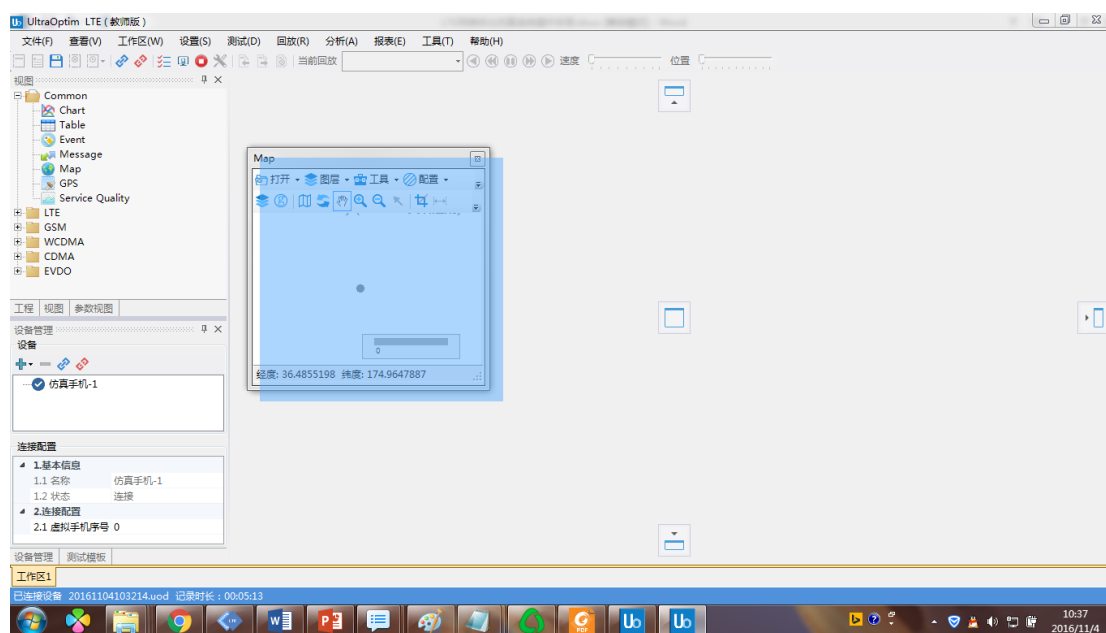 UltraOptim LTE (教师版)
文件(F) 查看(V) 工作区(W) 设置(S) 测试(D) 回放(R) 分析(A) 报表(E) 工具(T) 帮助(H)
当前回放 速度 位置
视图
Common
Chart
Table
Event
Message
Map
GPS
Service Quality
LTE
GSM
WCDMA
CDMA
EVDO
工程 视图 参数视图
Map
打开 图层 工具 配置
0
经度: 36.4855198 纬度: 174.9647887
设备管理
设备
仿真手机-1
连接配置
1.基本信息
1.1 名称 仿真手机-1
1.2 状态 连接
2.连接配置
2.1 虚拟手机序号 0
设备管理 测试模板
工作区1
已连接设备 20161104103214.uod 记录时长：00:05:13
10:37
2016/11/4